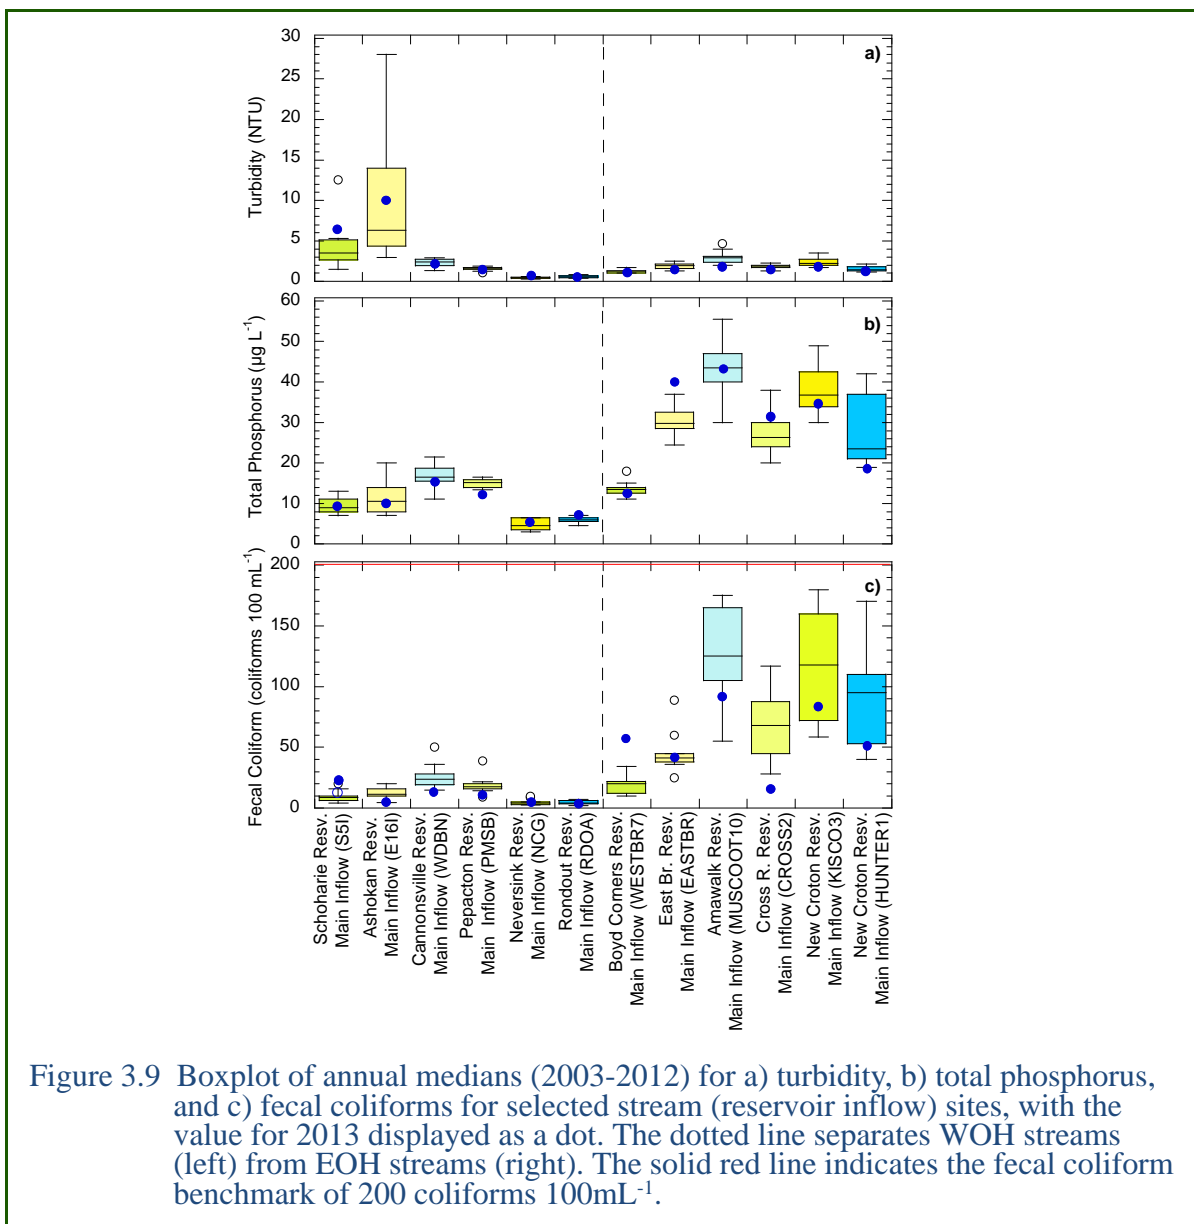 30
25
20
15
10
5
0
Turbidity (NTU)
a)
60
50
40
30
20
10
0
Total Phosphorus (µg L-1)
b)
200
150
100
50
0
Fecal Coliform (coliforms 100 mL-1)
c)
Schoharie Resv.
Main Inflow (S5I)
Ashokan Resv.
Main Inflow (E16I)
Cannonsville Resv.
Main Inflow (WDBN)
Pepacton Resv.
Main Inflow (PMSB)
Neversink Resv.
Main Inflow (NCG)
Rondout Resv.
Main Inflow (RDOA)
Boyd Corners Resv.
Main Inflow (WESTBR7)
East Br. Resv.
Main Inflow (EASTBR)
Amawalk Resv.
Main Inflow (MUSCOOT10)
Cross R. Resv.
Main Inflow (CROSS2)
New Croton Resv.
Main Inflow (KISCO3)
New Croton Resv.
Main Inflow (HUNTER1)
Figure 3.9 Boxplot of annual medians (2003-2012) for a) turbidity, b) total phosphorus,
and c) fecal coliforms for selected stream (reservoir inflow) sites, with the
value for 2013 displayed as a dot. The dotted line separates WOH streams
(left) from EOH streams (right). The solid red line indicates the fecal coliform
benchmark of 200 coliforms 100mL-1.